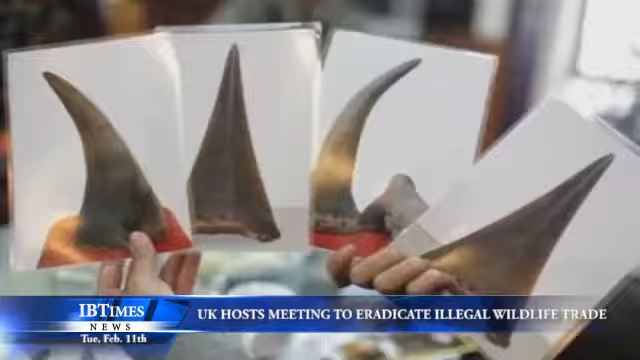 IBTIMES
NEWS
UK HOSTS MEETING TO ERADICATE ILLEGAL WILDLIFE TRADE
Tue, Feb. 11th